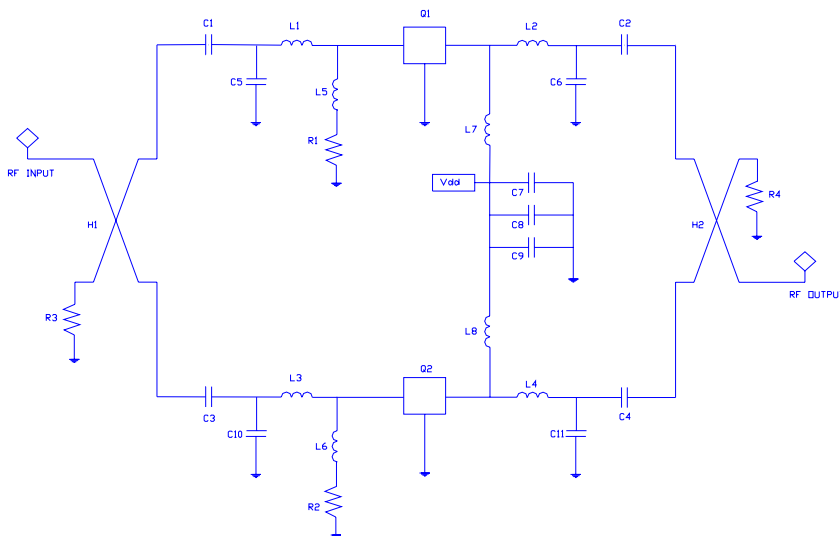 Q1
C1
C2
L1
L2
C5
L5
C6
L7
R1
RF INPUT
Vdd
C7
R4
H1
C8
H2
C9
RF OUTPUT
R3
L8
Q2
L3
L4
C3
C4
C10
L6
C11
R2